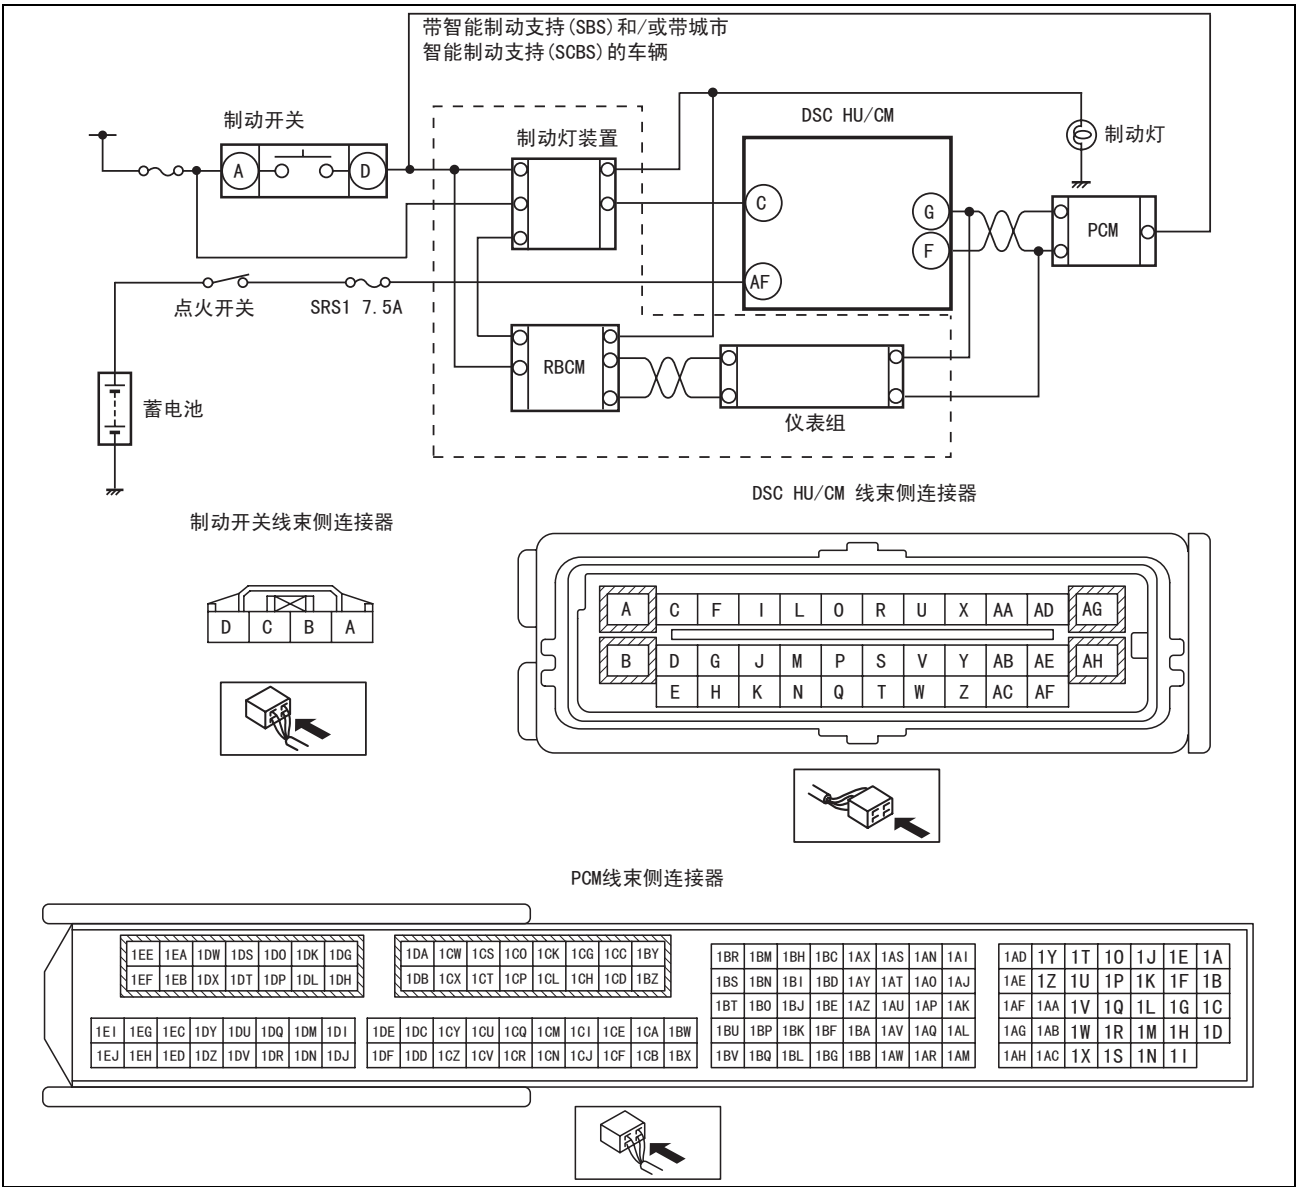 带智能制动支持(SBS)和/或带城市
智能制动支持(SCBS)的车辆
制动开关
制动灯装置
DSC HU/CM
制动灯
A D
C
G
F
PCM
AF
点火开关
SRS1 7.5A
RBCM
蓄电池
仪表组
DSC HU/CM 线束侧连接器
制动开关线束侧连接器
D C B A
A C F I L O R U X AA AD AG
B D G J M P S V Y AB AE AH
E H K N Q T W Z AC AF
PCM线束侧连接器
1EE 1EA 1DW 1DS 1DO 1DK 1DG 1DA 1CW 1CS 1CO 1CK 1CG 1CC 1BY 1BR 1BM 1BH 1BC 1AX 1AS 1AN 1AI 1AD 1Y 1T 1O 1J 1E 1A
1EF 1EB 1DX 1DT 1DP 1DL 1DH 1DB 1CX 1CT 1CP 1CL 1CH 1CD 1BZ 1BS 1BN 1BI 1BD 1AY 1AT 1AO 1AJ 1AE 1Z 1U 1P 1K 1F 1B
1BT 1BO 1BJ 1BE 1AZ 1AU 1AP 1AK 1AF 1AA 1V 1Q 1L 1G 1C
1EI 1EG 1EC 1DY 1DU 1DQ 1DM 1DI 1DE 1DC 1CY 1CU 1CQ 1CM 1CI 1CE 1CA 1BW 1BU 1BP 1BK 1BF 1BA 1AV 1AQ 1AL 1AG 1AB 1W 1R 1M 1H 1D
1EJ 1EH 1ED 1DZ 1DV 1DR 1DN 1DJ 1DF 1DD 1CZ 1CV 1CR 1CN 1CJ 1CF 1CB 1BX 1BV 1BQ 1BL 1BG 1BB 1AW 1AR 1AM 1AH 1AC 1X 1S 1N 1I